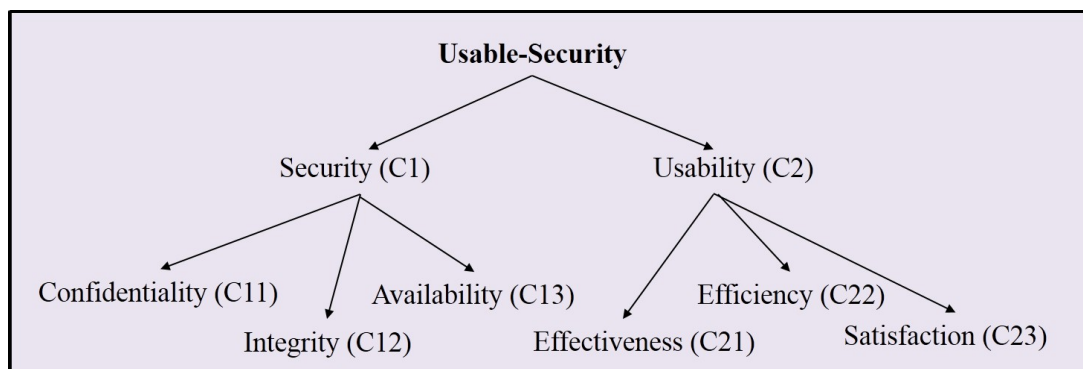 Usable-Security
Security (C1)
Usability (C2)
Confidentiality (C11)
Integrity (C12)
Availability (C13)
Effectiveness (C21)
Efficiency (C22)
Satisfaction (C23)